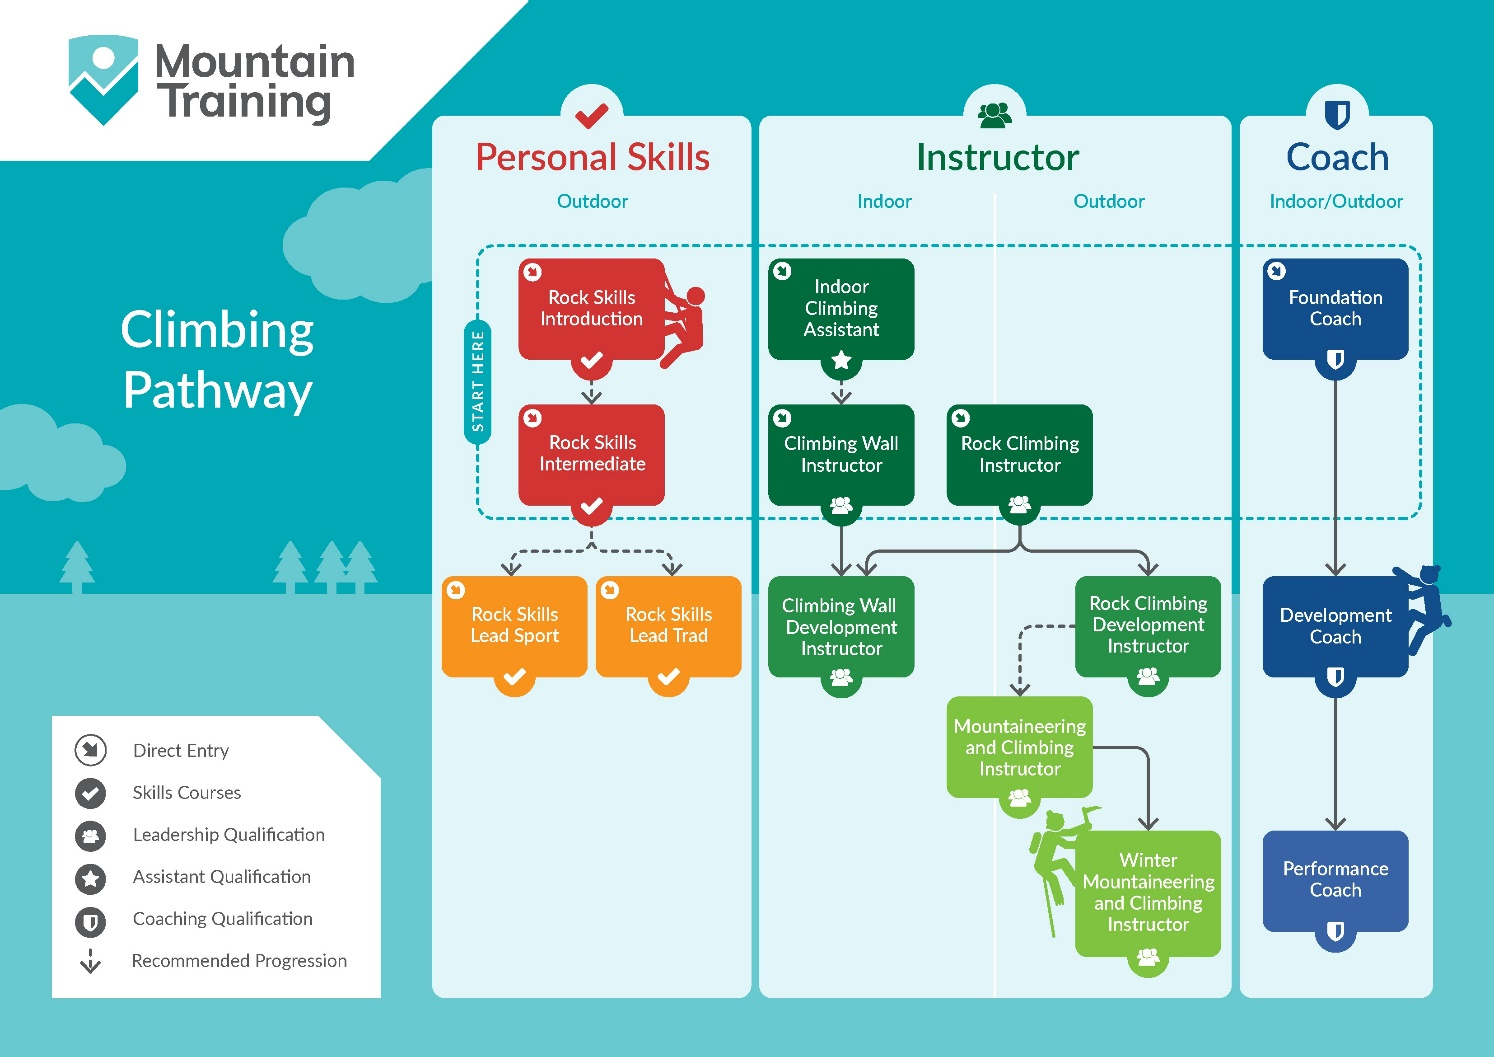 Mountain
Training
Climbing
Pathway
Personal Skills
Outdoor
Instructor
Indoor
Outdoor
Coach
Indoor/Outdoor
START HERE
Rock Skills
Introduction
Indoor
Climbing
Assistant
Foundation
Coach
Rock Skills
Intermediate
Climbing Wall
Instructor
Rock Climbing
Instructor
Rock Skills
Lead Sport
Rock Skills
Lead Trad
Climbing Wall
Development
Instructor
Rock Climbing
Development
Instructor
Development
Coach
Mountaineering
and Climbing
Instructor
Winter
Mountaineering
and Climbing
Instructor
Performance
Coach
Direct Entry
Skills Courses
Leadership Qualification
Assistant Qualification
Coaching Qualification
Recommended Progression